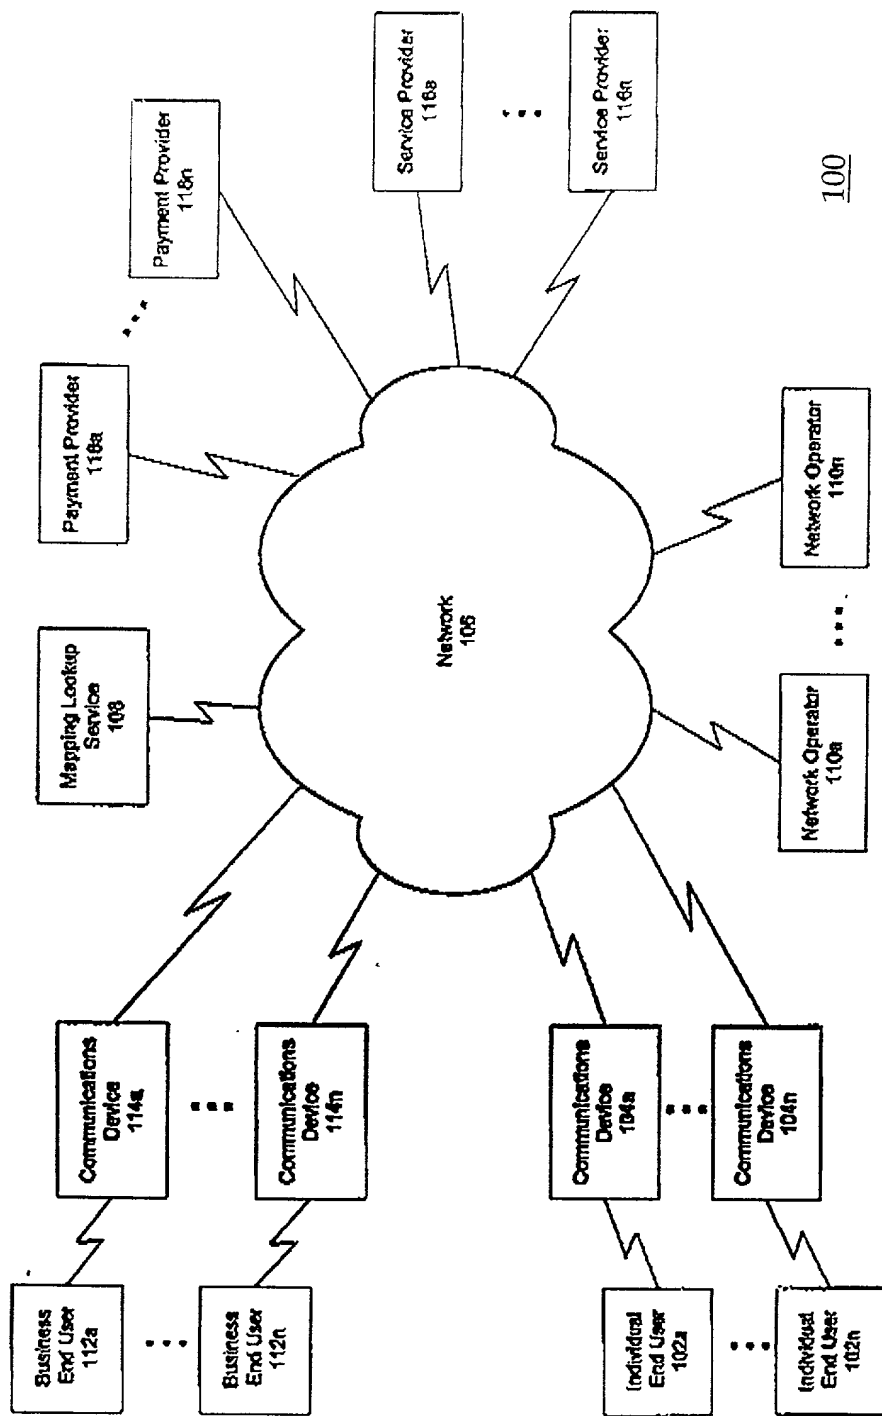 Business
End User
112a
Communications
Device
114a
Mapping Lookup
Service
108
Payment Provider
118a
Payment Provider
118n
Business
End User
112n
Communications
Device
114n
Network
106
Service Provider
116a
Service Provider
116n
Individual
End User
102a
Communications
Device
104a
Individual
End User
102n
Communications
Device
104n
Network Operator
110a
Network Operator
110n
100